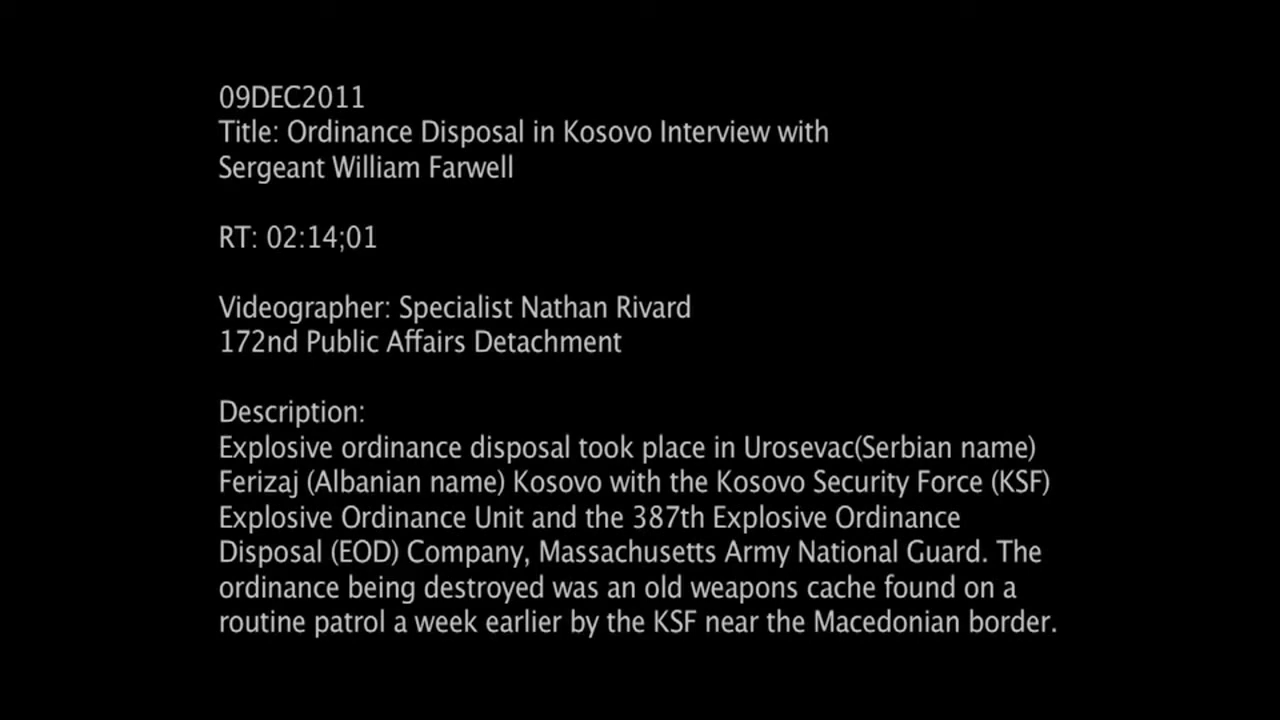 09DEC2011
Title: Ordinance Disposal in Kosovo Interview with
Sergeant William Farwell
RT: 02:14;01
Videographer: Specialist Nathan Rivard
172nd Public Affairs Detachment
Description:
Explosive ordinance disposal took place in Urosevac(Serbian name)
Ferizaj (Albanian name) Kosovo with the Kosovo Security Force (KSF)
Explosive Ordinance Unit and the 387th Explosive Ordinance
Disposal (EOD) Company, Massachusetts Army National Guard. The
ordinance being destroyed was an old weapons cache found on a
routine patrol a week earlier by the KSF near the Macedonian border.